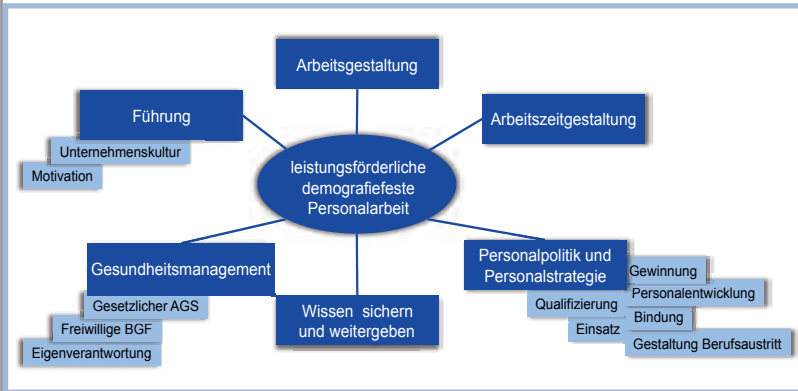 Arbeitsgestaltung
Führung
Arbeitszeitgestaltung
Unternehmenskultur
Motivation
leistungsförderliche
demografiefeste
Personalarbeit
Gesundheitsmanagement
Gesetzlicher AGS
Freiwillige BGF
Eigenverantwortung
Wissen sichern
und weitergeben
Personalpolitik und
Personalstrategie
Gewinnung
Personalentwicklung
Qualifizierung
Bindung
Einsatz
Gestaltung Berufsaustritt